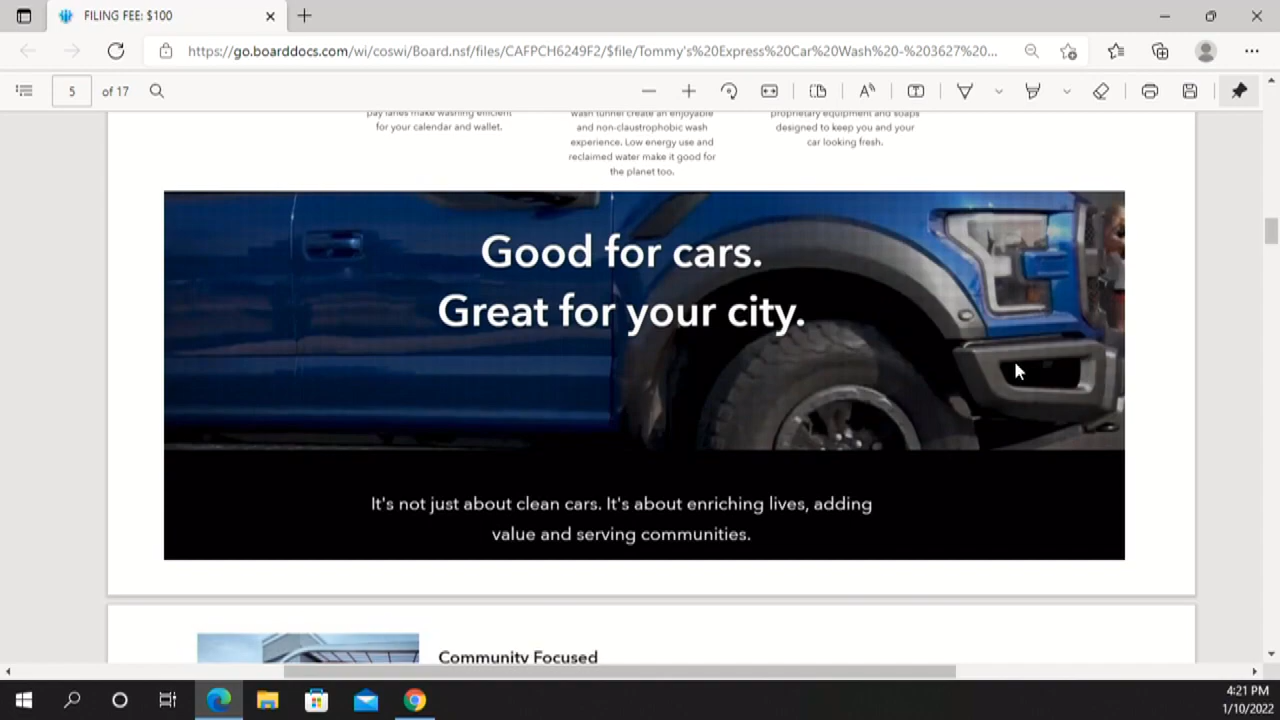 FILING FEE: $100
https://go.boarddocs.com/wi/coswi/Board.nsf/files/CAFPCH6249F2/$file/Tommy's%20Express%20Car%20Wash%20-%203627%20...
5 of 17
pay lanes make washing efficient
for your calendar and wallet.
wash tunnel create an enjoyable
and non-claustrophobic wash
experience. Low energy use and
reclaimed water make it good for
the planet too.
proprietary equipment and soaps
designed to keep you and your
car looking fresh.
Good for cars.
Great for your city.
It's not just about clean cars. It's about enriching lives, adding
value and serving communities.
Community Focused
4:21 PM
1/10/2022